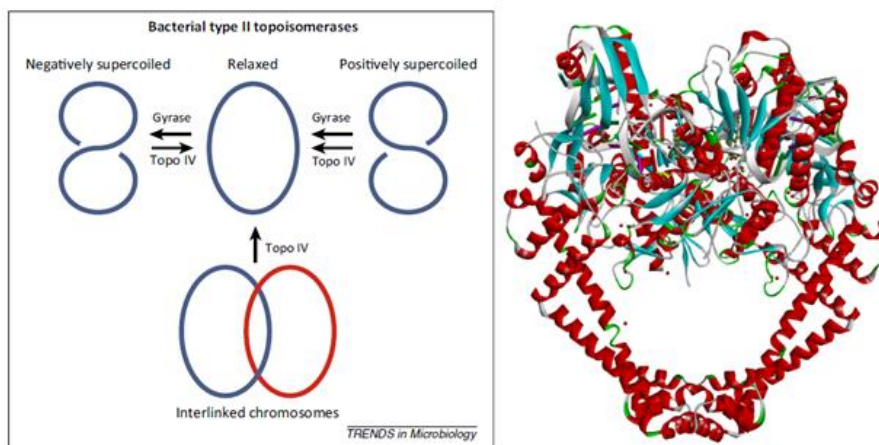 Bacterial type II topoisomerases
Negatively supercoiled Relaxed Positively supercoiled
Gyrase Gyrase
Topo IV Topo IV
Topo IV
Interlinked chromosomes
TRENDS in Microbiology